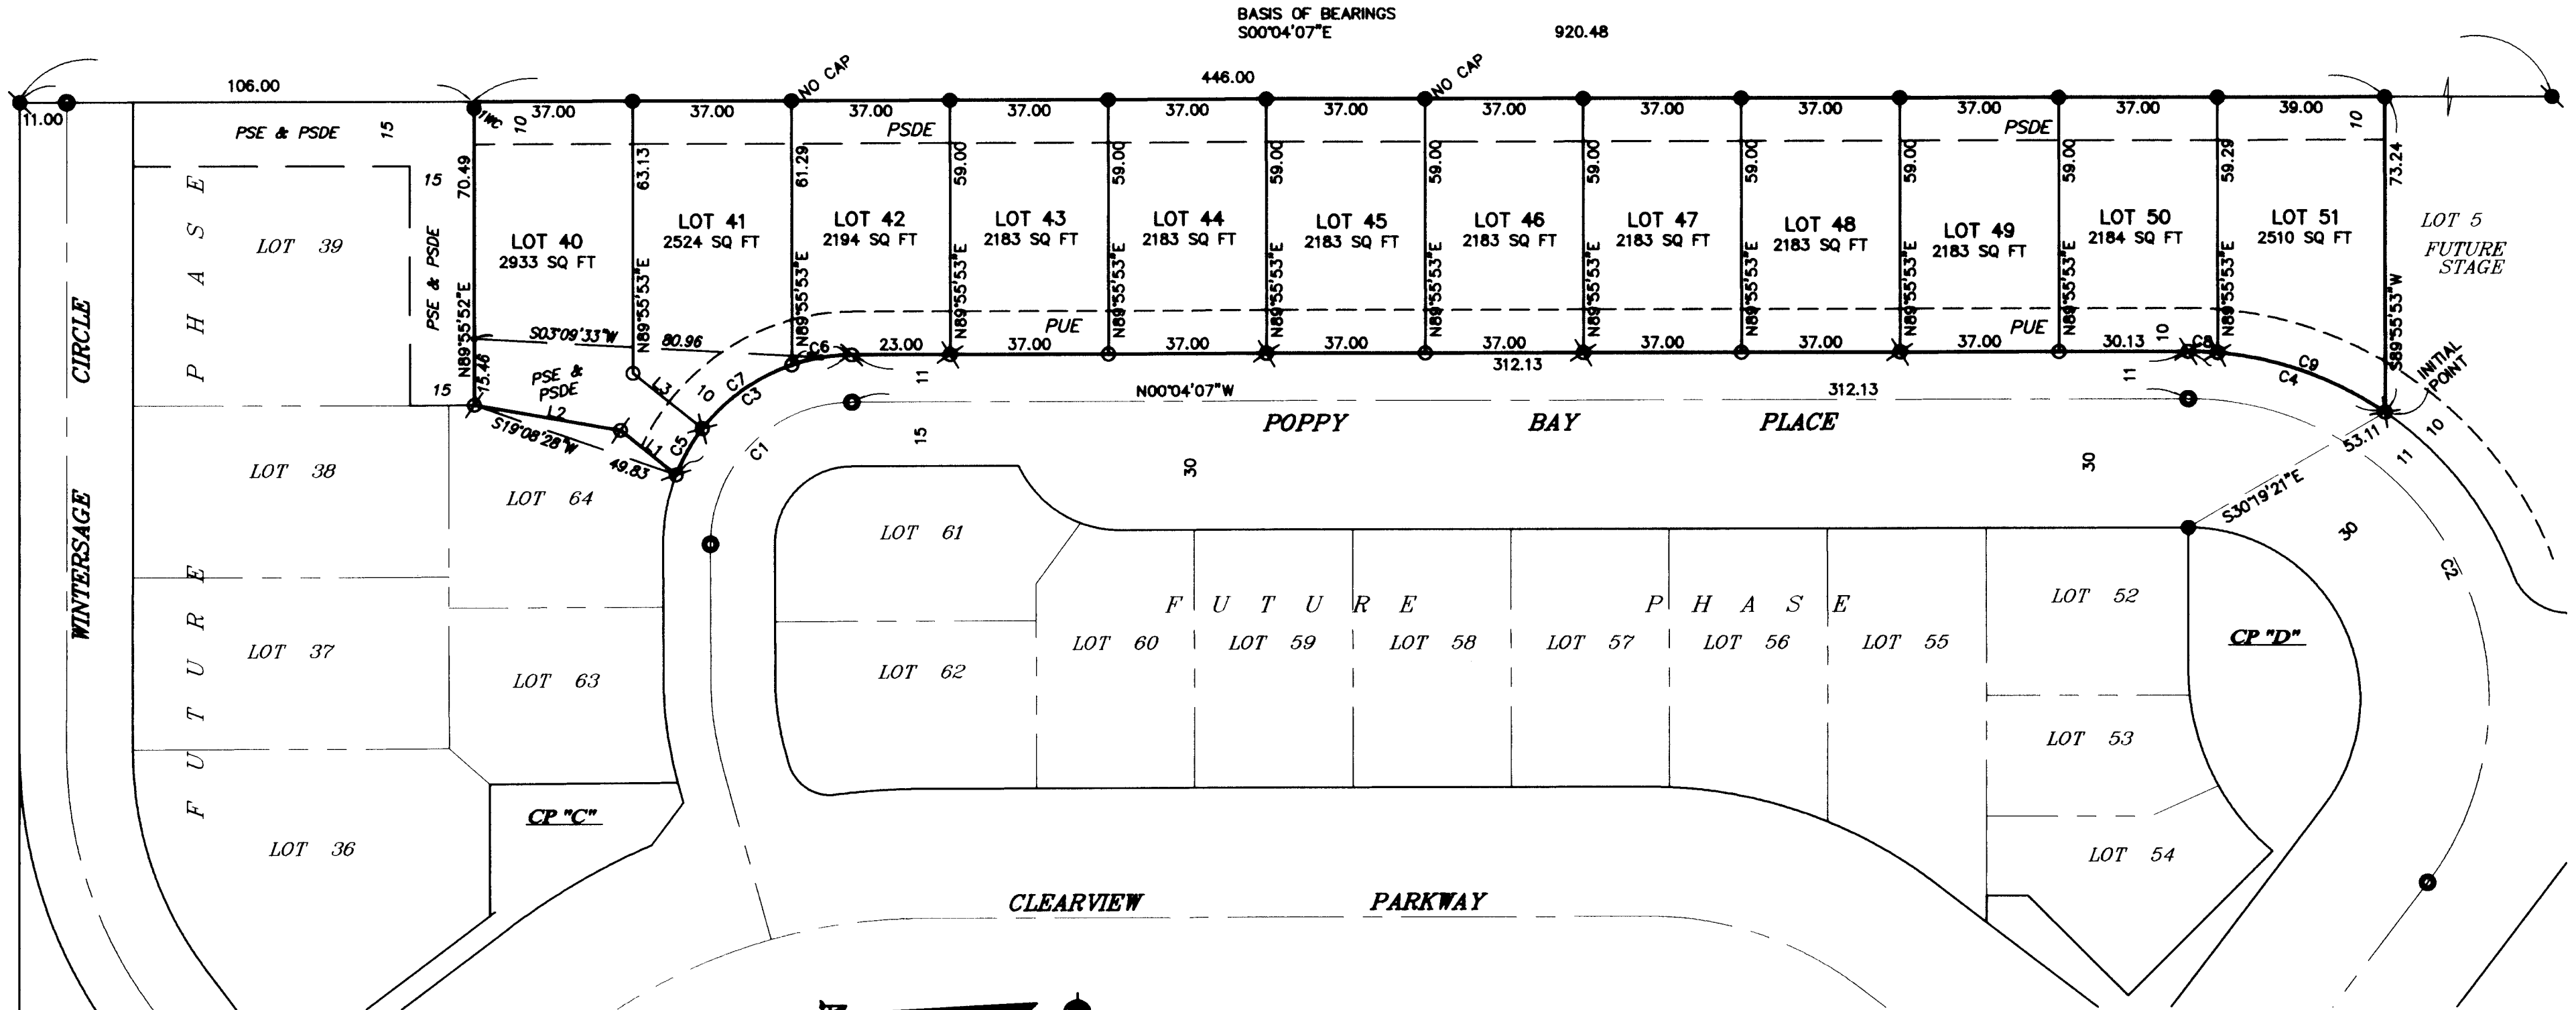 BASIS OF BEARINGS
S00°04'07"E 920.48
106.00 446.00
NO CAP NO CAP
11.00 37.00 37.00 37.00 37.00 37.00 37.00 37.00 37.00 37.00 37.00 37.00 39.00
1'WC 10 10
PSE & PSDE 15 PSDE PSDE
15
PSE & PSDE
15
70.49 63.13 61.29 59.00 59.00 59.00 59.00 59.00 59.00 59.00 59.00 59.29 73.24
LOT 39
LOT 40
2933 SQ FT
LOT 41
2524 SQ FT
LOT 42
2194 SQ FT
LOT 43
2183 SQ FT
LOT 44
2183 SQ FT
LOT 45
2183 SQ FT
LOT 46
2183 SQ FT
LOT 47
2183 SQ FT
LOT 48
2183 SQ FT
LOT 49
2183 SQ FT
LOT 50
2184 SQ FT
LOT 51
2510 SQ FT
LOT 5
FUTURE
STAGE
N89°55'52"E N89°55'53"E N89°55'53"E N89°55'53"E N89°55'53"E N89°55'53"E N89°55'53"E N89°55'53"E N89°55'53"E N89°55'53"E N89°55'53"E N89°55'53"E S89°55'53"W
S03°09'33"W 80.96
15.46
PUE PUE
C6 23.00 37.00 37.00 37.00 37.00 37.00 37.00 37.00 30.13 10 C8
312.13
PSE &
PSDE
L3 10 C7
C3
11 11
C9
C4
INITIAL
POINT
L2
L1 C5
S19°08'28"W 49.83
N00°04'07"W 312.13
POPPY BAY PLACE
C1 15 30 30
53.11
S30°19'21"E
10
11
30
C2
WINTERSAGE CIRCLE
FUTURE PHASE
LOT 38
LOT 64
LOT 61
FUTURE PHASE
LOT 52
LOT 37
LOT 63
LOT 62
LOT 60
LOT 59
LOT 58
LOT 57
LOT 56
LOT 55
CP "D"
LOT 53
CP "C"
LOT 36
LOT 54
CLEARVIEW PARKWAY